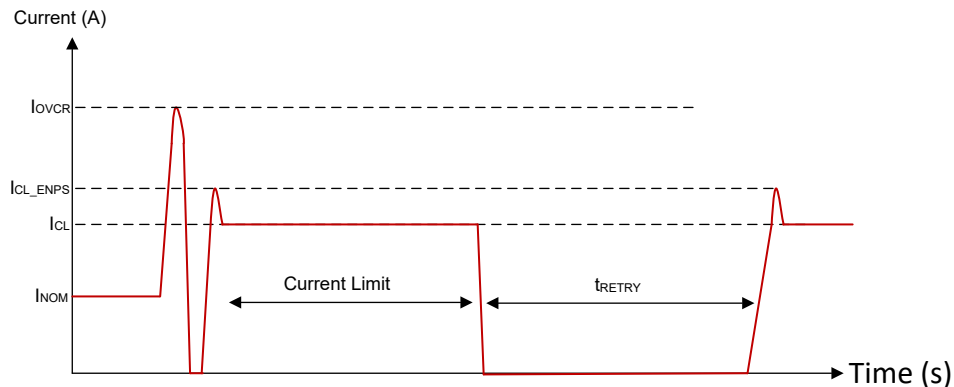 Current (A)
IOVCR
ICL_ENPS
ICL
INOM
Current Limit
tRETRY
Time (s)